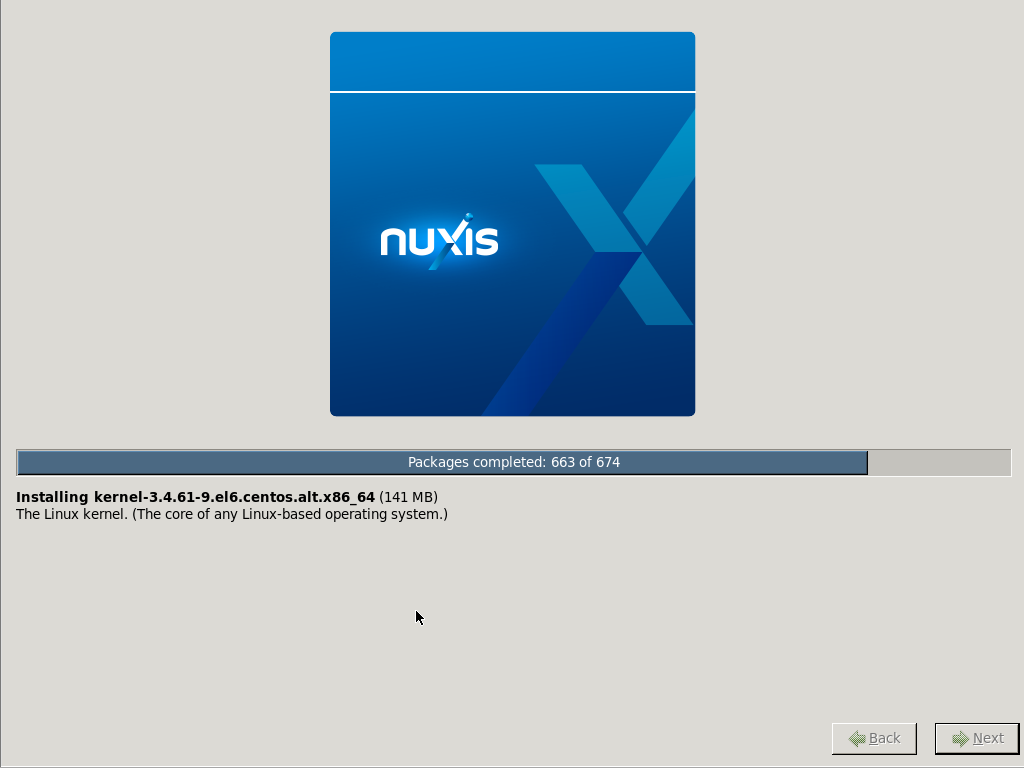 nuxis
Packages completed: 663 of 674
Installing kernel-3.4.61-9.el6.centos.alt.x86_64 (141 MB)
The Linux kernel. (The core of any Linux-based operating system.)
Back Next